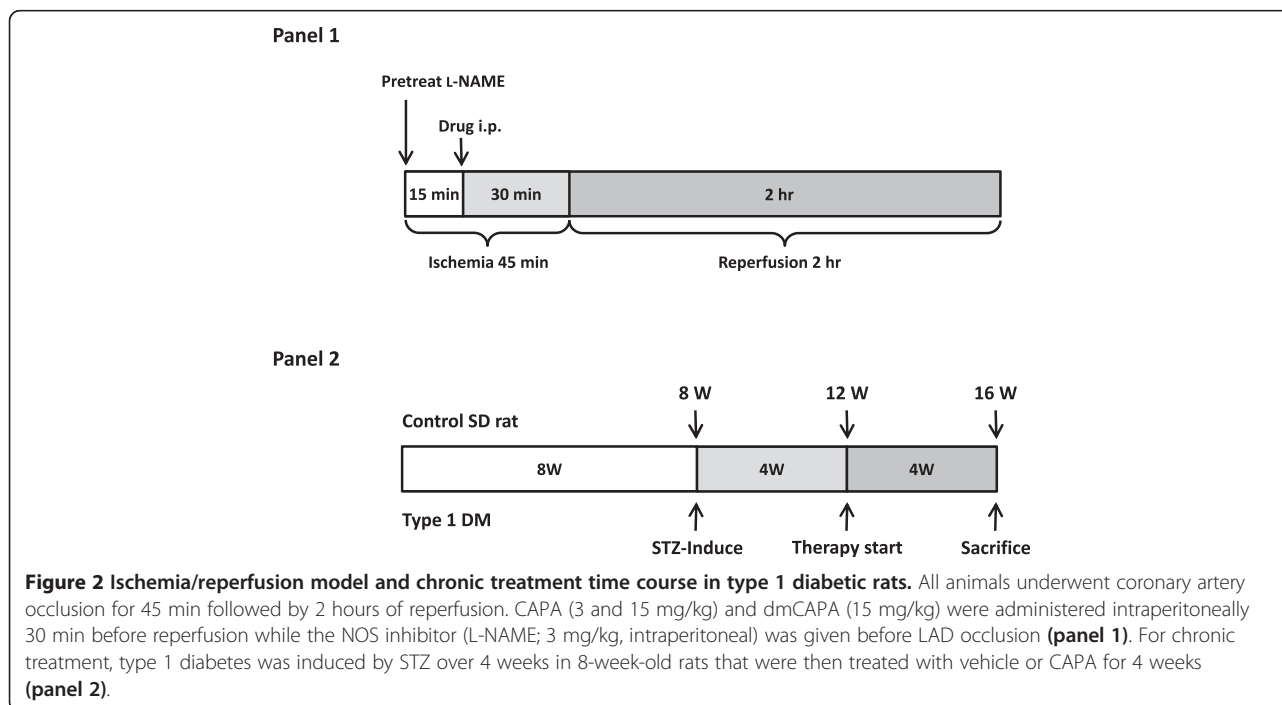 Panel 1
Pretreat L-NAME
Drug i.p.
15 min 30 min 2 hr
Ischemia 45 min Reperfusion 2 hr
Panel 2
8 W 12 W 16 W
Control SD rat
8W 4W 4W
Type 1 DM
STZ-Induce Therapy start Sacrifice
Figure 2 Ischemia/reperfusion model and chronic treatment time course in type 1 diabetic rats. All animals underwent coronary artery
occlusion for 45 min followed by 2 hours of reperfusion. CAPA (3 and 15 mg/kg) and dmCAPA (15 mg/kg) were administered intraperitoneally
30 min before reperfusion while the NOS inhibitor (L-NAME; 3 mg/kg, intraperitoneal) was given before LAD occlusion (panel 1). For chronic
treatment, type 1 diabetes was induced by STZ over 4 weeks in 8-week-old rats that were then treated with vehicle or CAPA for 4 weeks
(panel 2).